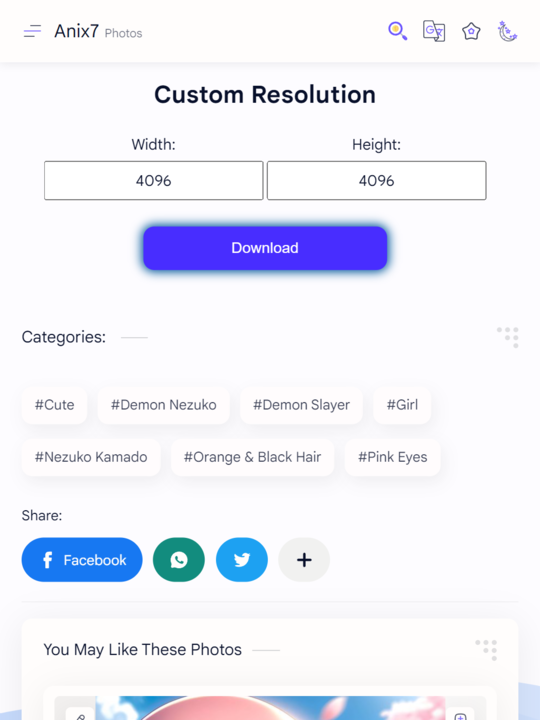 Anix7 Photos
Custom Resolution
Width: Height:
4096 4096
Download
Categories:
#Cute #Demon Nezuko #Demon Slayer #Girl
#Nezuko Kamado #Orange & Black Hair #Pink Eyes
Share:
Facebook
You May Like These Photos